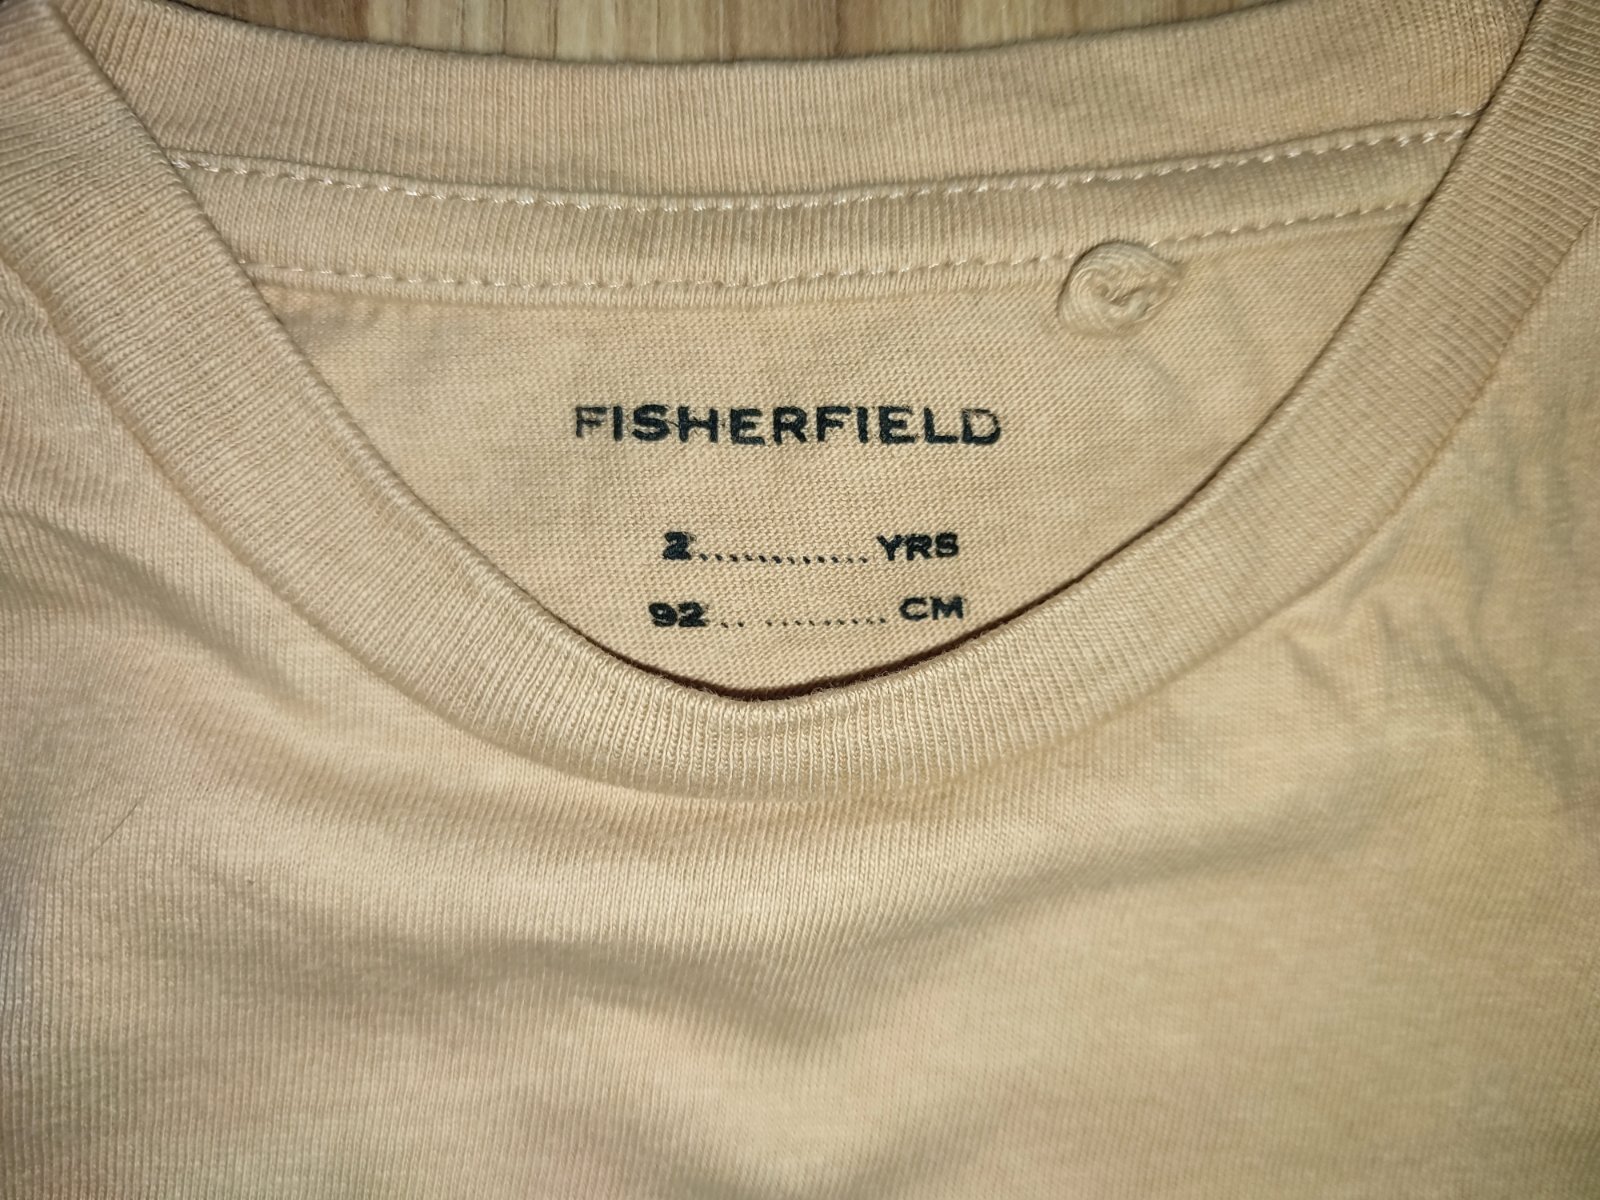 FISHERFIELD
2............. YRS
92.. .......... CM